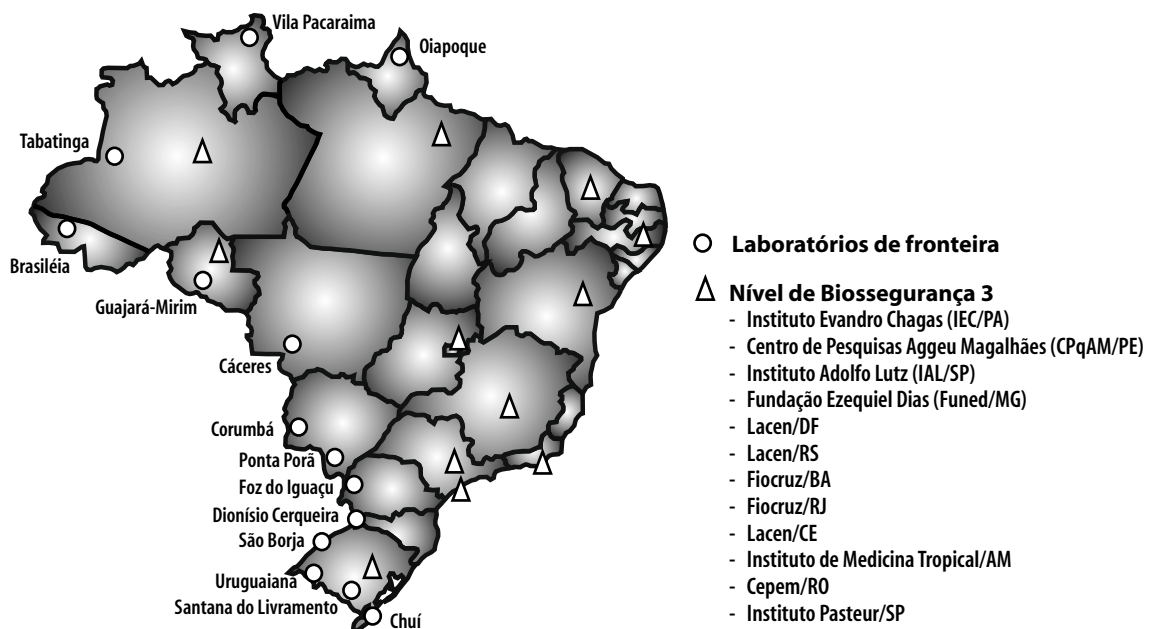 Vila Pacaraima
Oiapoque
Tabatinga
Brasiléia
Guajará-Mirim
Cáceres
Corumbá
Ponta Porã
Foz do Iguaçu
Dionísio Cerqueira
São Borja
Uruguaiana
Santana do Livramento
Chuí
Laboratórios de fronteira
Nível de Biossegurança 3
- Instituto Evandro Chagas (IEC/PA)
- Centro de Pesquisas Aggeu Magalhães (CPqAM/PE)
- Instituto Adolfo Lutz (IAL/SP)
- Fundação Ezequiel Dias (Funed/MG)
- Lacen/DF
- Lacen/RS
- Fiocruz/BA
- Fiocruz/RJ
- Lacen/CE
- Instituto de Medicina Tropical/AM
- Cepem/RO
- Instituto Pasteur/SP